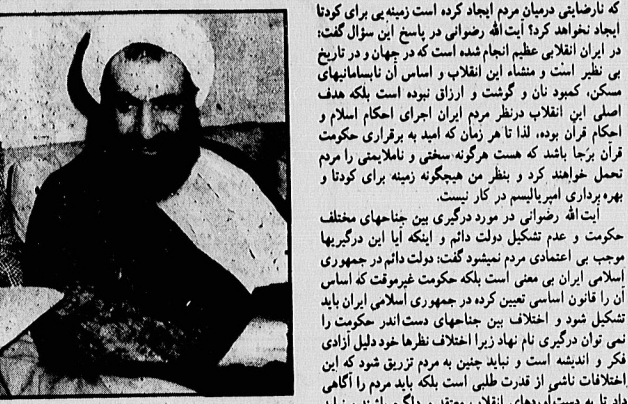 که نارضایتی درمیان مردم ایجاد کرده است زمینه‌یی برای کودتا
ایجاد نخواهد کرد؟ آیت‌الله رضوانی در پاسخ این سؤال گفت:
در ایران انقلابی عظیم انجام شده است که در جهان و در تاریخ
بی نظیر است و منشاء این انقلاب و اساس آن نابسامانیهای
مسکن، کمبود نان و گوشت و ارزاق نبوده است بلکه هدف
اصلی این انقلاب درنظر مردم ایران اجرای احکام اسلام و
احکام قرآن بوده، لذا تا هر زمان که امید به برقراری حکومت
قرآن برجا باشد که هست هرگونه سختی و ناملایمتی را مردم
تحمل خواهند کرد و بنظر من هیچگونه زمینه برای کودتا و
بهره برداری امپریالیسم در کار نیست.
آیت‌الله رضوانی در مورد درگیری بین جناحهای مختلف
حکومت و عدم تشکیل دولت دائم و اینکه آیا این درگیریها
موجب بی اعتمادی مردم نمیشود گفت: دولت دائم در جمهوری
اسلامی ایران بی معنی است بلکه حکومت غیرموقت که اساس
آن را قانون اساسی تعیین کرده در جمهوری اسلامی ایران باید
تشکیل شود و اختلاف بین جناحهای دست‌اندر حکومت را
نمی توان درگیری نام نهاد زیرا اختلاف نظرها خود دلیل آزادی
فکر و اندیشه است و نباید چنین به مردم تزریق شود که این
اختلافات ناشی از قدرت طلبی است بلکه باید مردم را آگاهی
داد تا به دست‌آوردهای انقلاب معتقد و